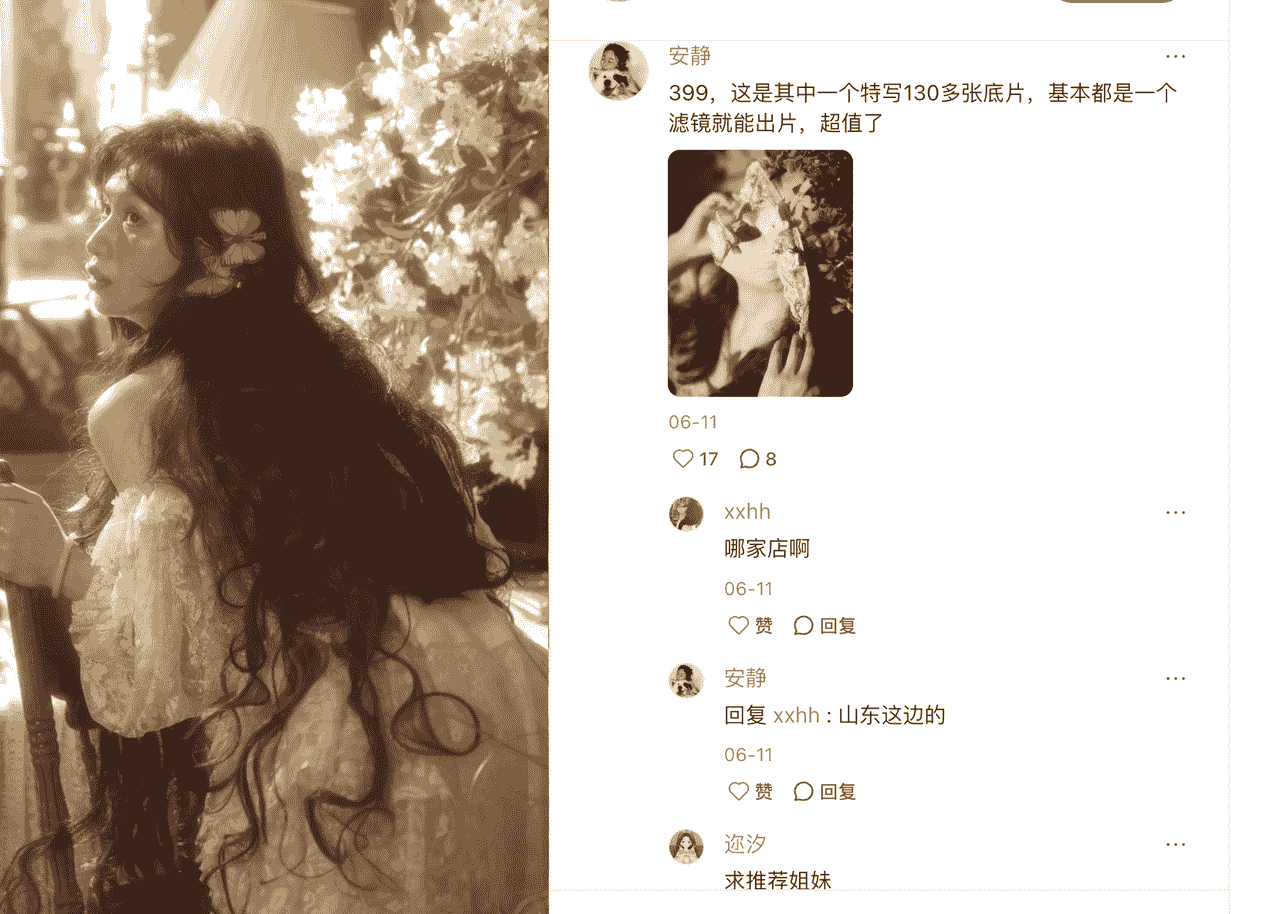 安静
399，这是其中一个特写130多张底片，基本都是一个
滤镜就能出片，超值了
06-11
17 8
xxhh
哪家店啊
06-11
赞 回复
安静
回复 xxhh : 山东这边的
06-11
赞 回复
迩汐
求推荐姐妹